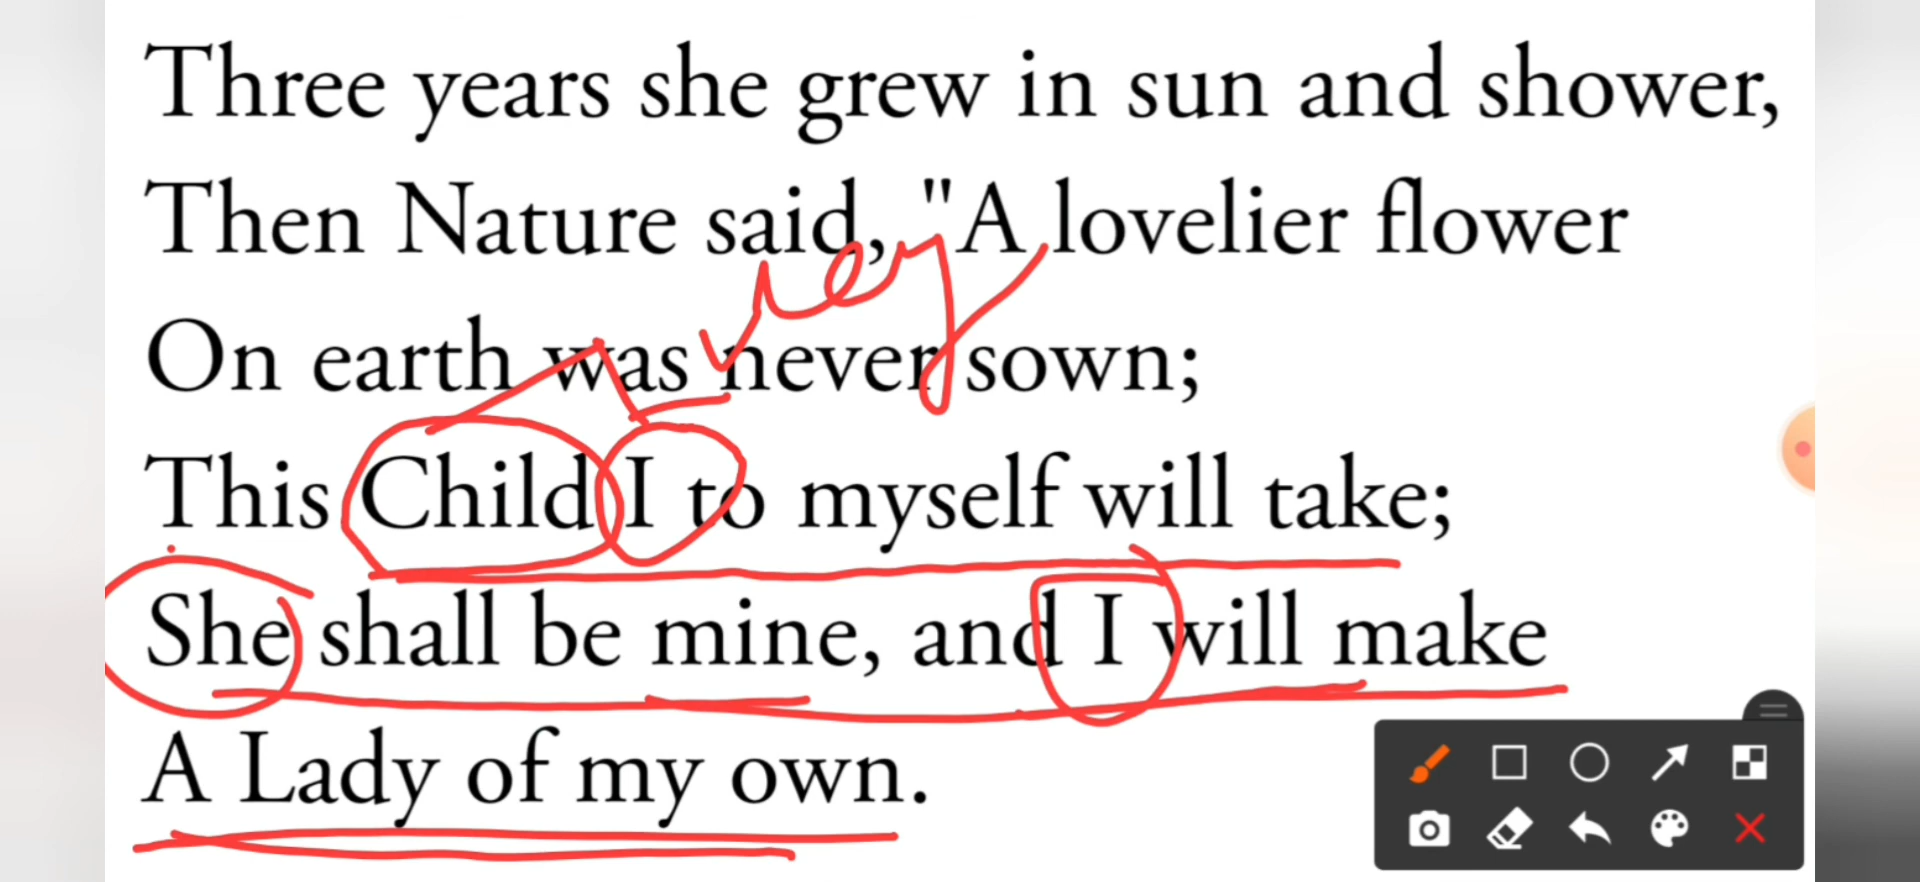 Three years she grew in sun and shower,
Then Nature said, "A lovelier flower
On earth was never sown;
This Child I to myself will take;
She shall be mine, and I will make
A Lady of my own.